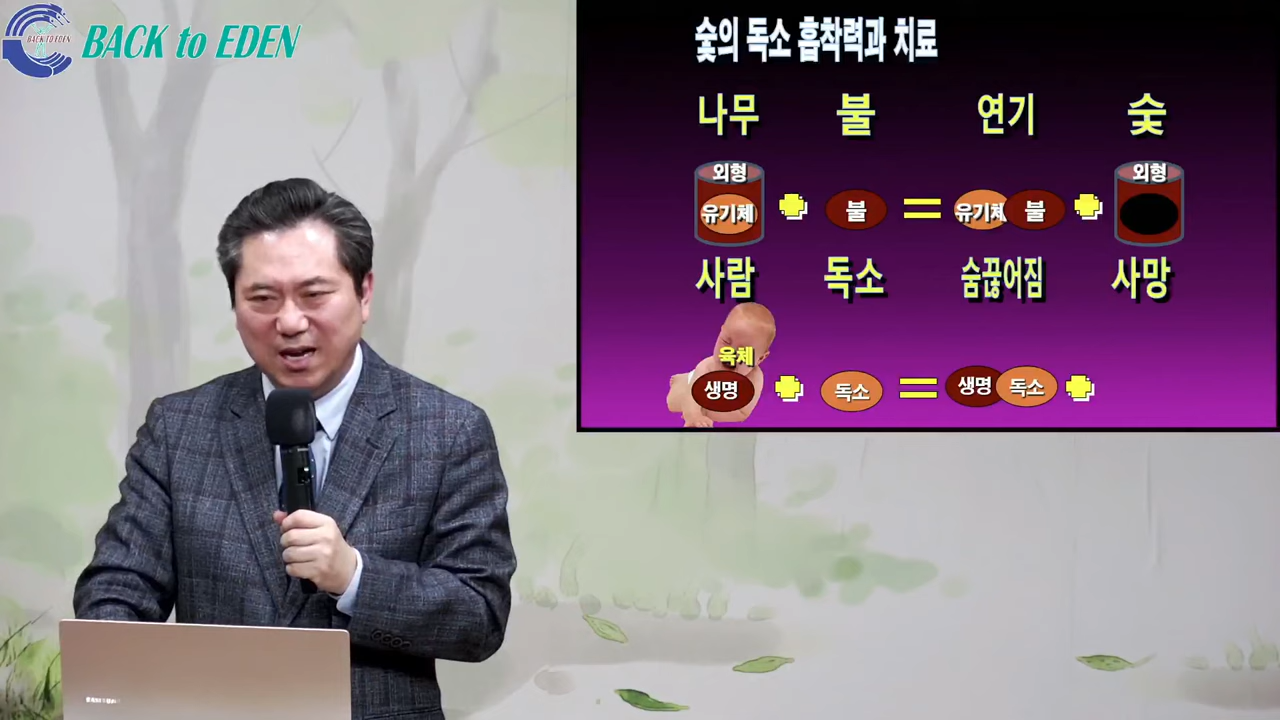 BACK TO EDEN
BACK to EDEN
숯의 독소 흡착력과 치료
나무 불 연기 숯
외형 외형
유기체 불 유기체 불
사람 독소 숨끊어짐 사망
육체
생명 독소 생명 독소